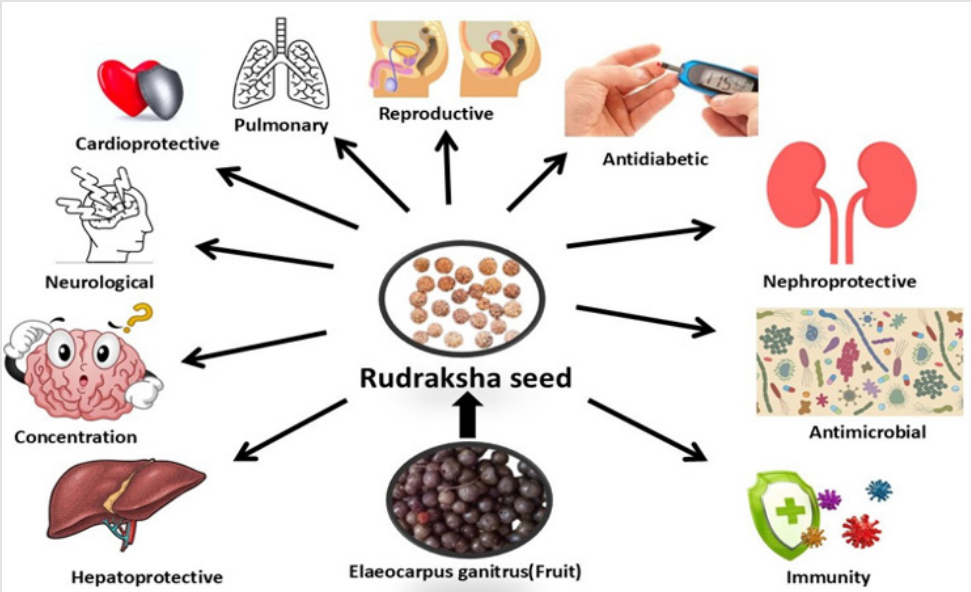 Pulmonary
Reproductive
Cardioprotective
Antidiabetic
Neurological
Nephroprotective
Rudraksha seed
Concentration
Antimicrobial
Hepatoprotective
Elaeocarpus ganitrus(Fruit)
Immunity